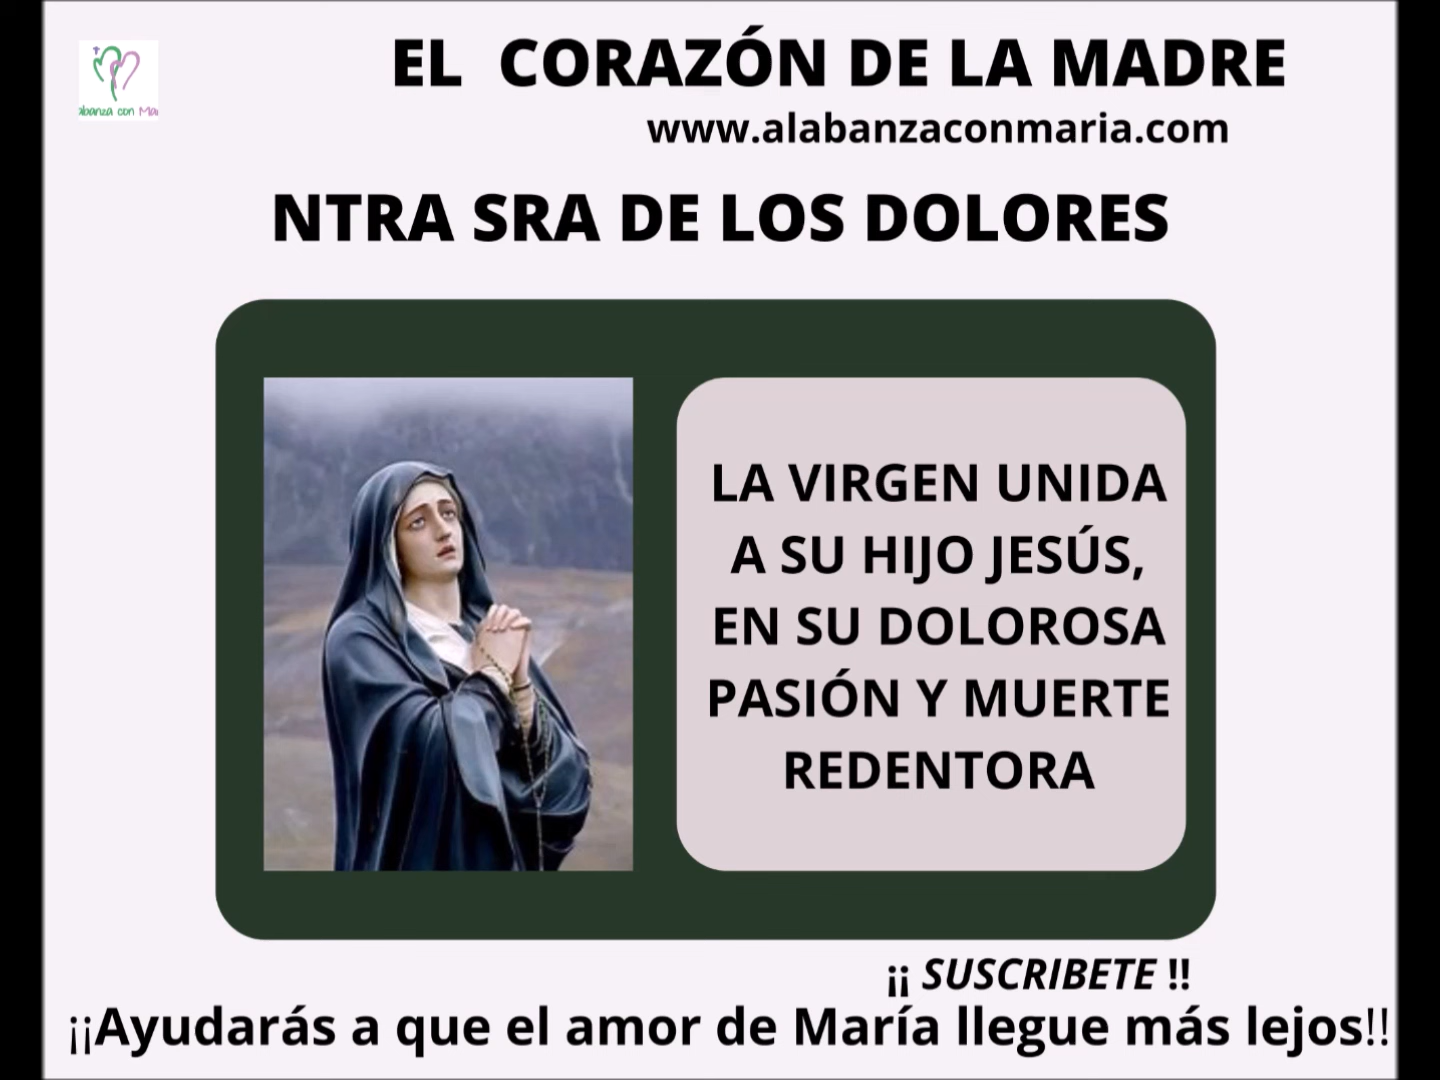 EL CORAZÓN DE LA MADRE
www.alabanzaconmaria.com
NTRA SRA DE LOS DOLORES
LA VIRGEN UNIDA
A SU HIJO JESÚS,
EN SU DOLOROSA
PASIÓN Y MUERTE
REDENTORA
¡¡ SUSCRIBETE !!
¡¡Ayudarás a que el amor de María llegue más lejos!!